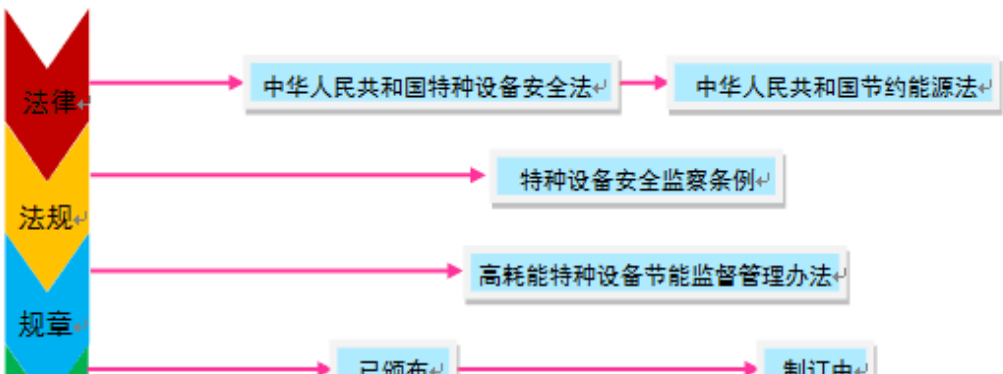 法律
中华人民共和国特种设备安全法
中华人民共和国节约能源法
特种设备安全监察条例
法规
高耗能特种设备节能监督管理办法
规章
已颁布
制订中